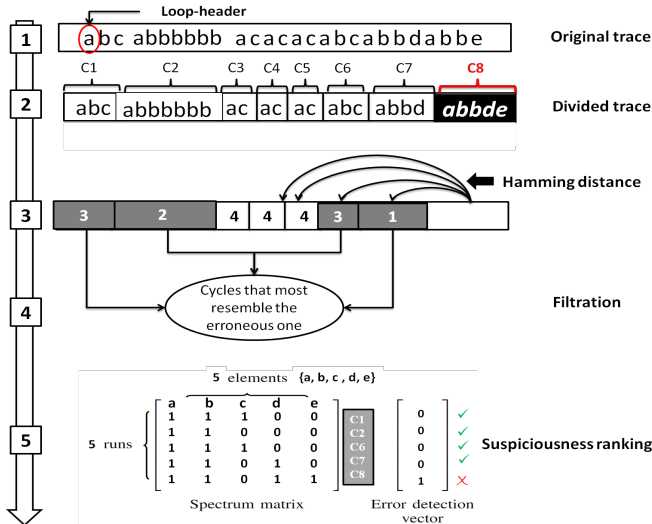 Loop-header
1
abc abbbbbb acacacabcabbdabbe
Original trace
C1 C2 C3 C4 C5 C6 C7 C8
2
abc abbbbbb ac ac ac abc abbd abbde
Divided trace
Hamming distance
3
3 2 4 4 4 3 1
4
Cycles that most
resemble the
erroneous one
Filtration
5 elements {a, b, c , d, e}
a b c d e
1 1 1 0 0 C1 0
1 1 0 0 0 C2 0
5
5 runs
1 1 1 0 0 C6 0
Suspiciousness ranking
1 1 0 1 0 C7 0
1 1 0 1 1 C8 1
Spectrum matrix
Error detection
vector